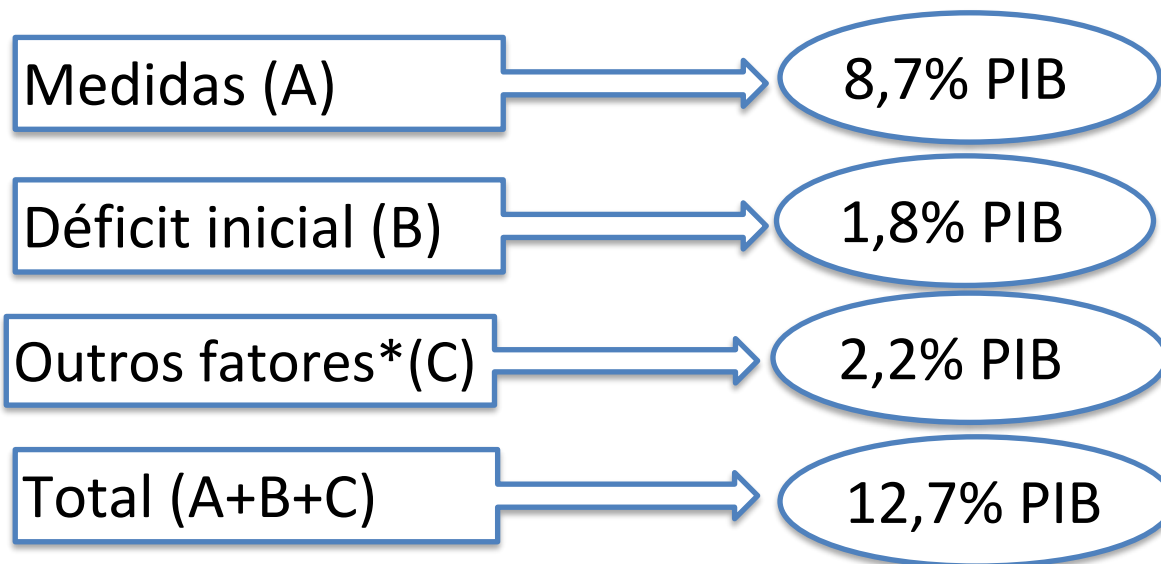 Medidas (A) 8,7% PIB
Déficit inicial (B) 1,8% PIB
Outros fatores*(C) 2,2% PIB
Total (A+B+C) 12,7% PIB